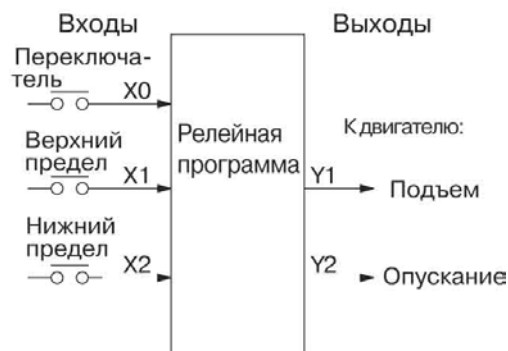 Входы
Выходы
Переключа-
тель
X0
Верхний
предел
X1
Нижний
предел
X2
Релейная
программа
К двигателю:
Y1
Подъем
Y2
Опускание